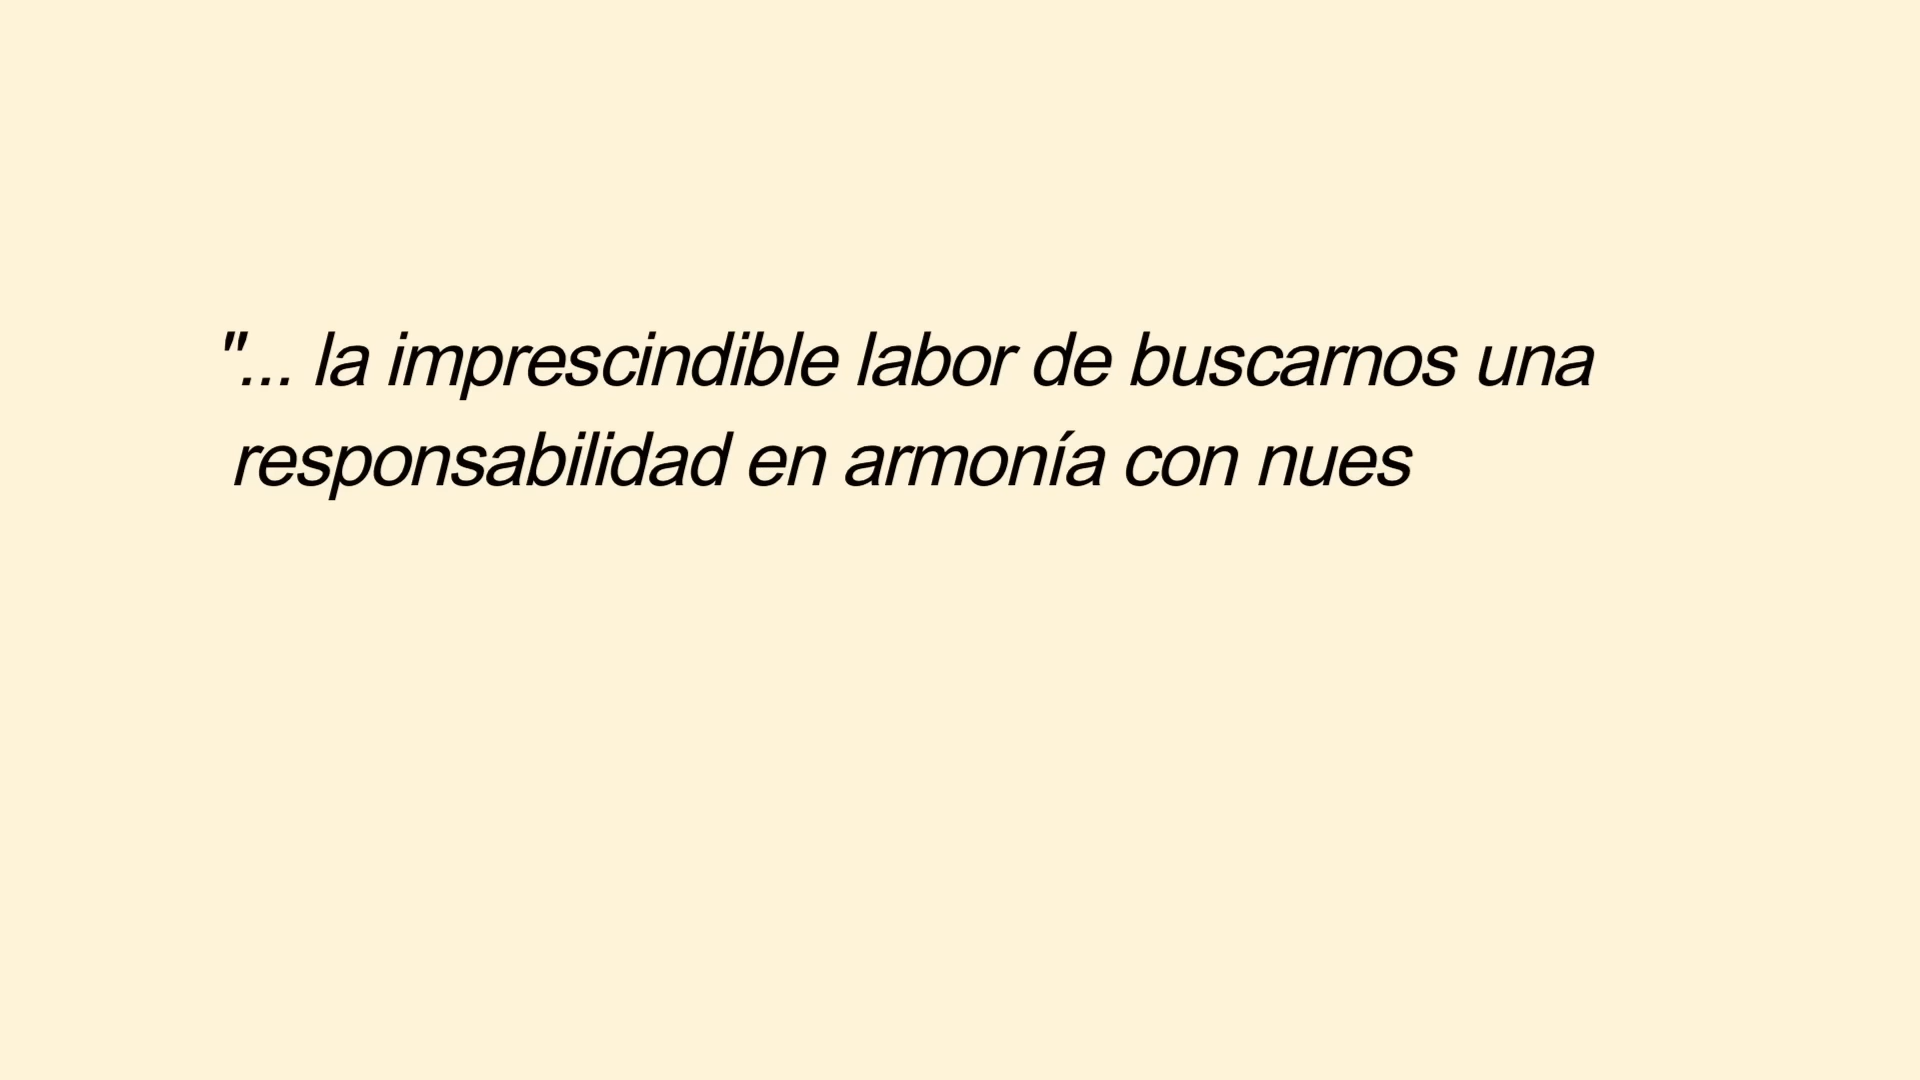 "... la imprescindible labor de buscarnos una
responsabilidad en armonía con nues